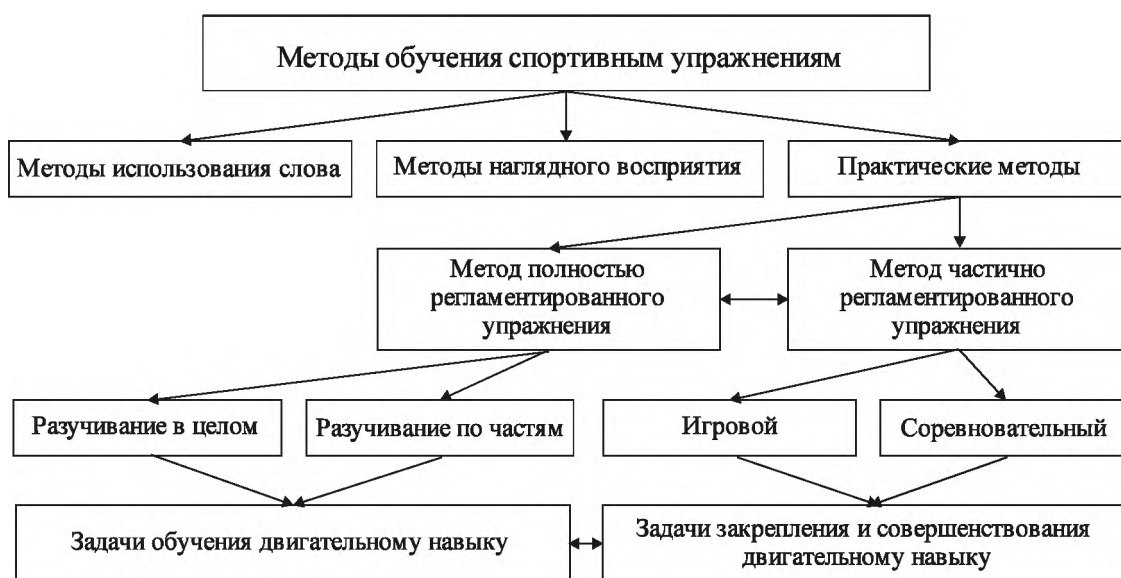 Методы обучения спортивным упражнениям
Методы использования слова
Методы наглядного восприятия
Практические методы
Метод полностью
регламентированного
упражнения
Метод частично
регламентированного
упражнения
Разучивание в целом
Разучивание по частям
Игровой
Соревновательный
Задачи обучения двигательному навыку
Задачи закрепления и совершенствования
двигательному навыку